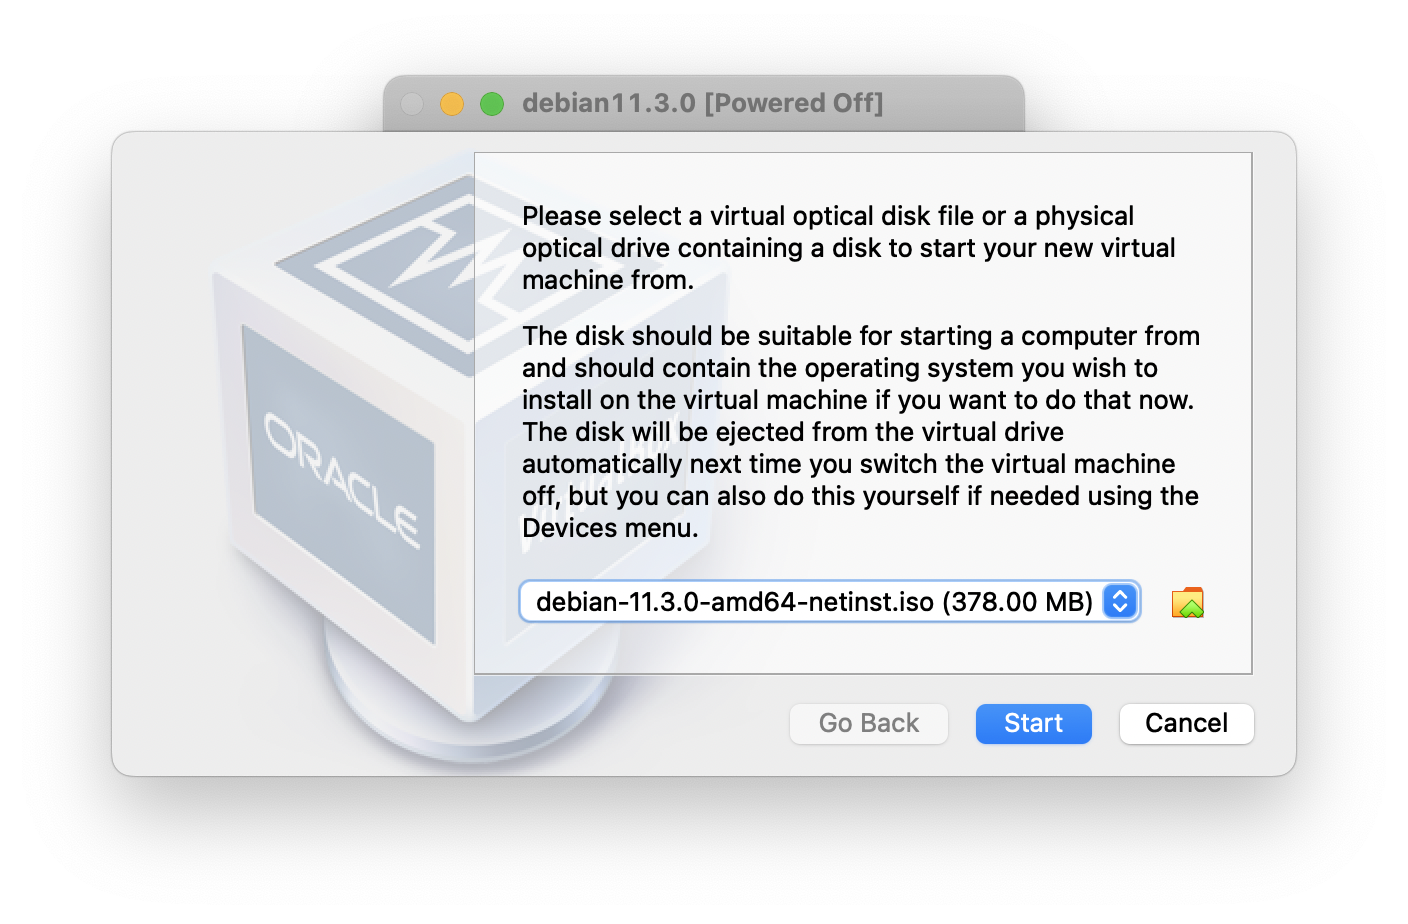 debian11.3.0 [Powered Off]
Please select a virtual optical disk file or a physical
optical drive containing a disk to start your new virtual
machine from.
The disk should be suitable for starting a computer from
and should contain the operating system you wish to
install on the virtual machine if you want to do that now.
The disk will be ejected from the virtual drive
automatically next time you switch the virtual machine
off, but you can also do this yourself if needed using the
Devices menu.
ORACLE
VirtualBox
debian-11.3.0-amd64-netinst.iso (378.00 MB)
Go Back
Start
Cancel